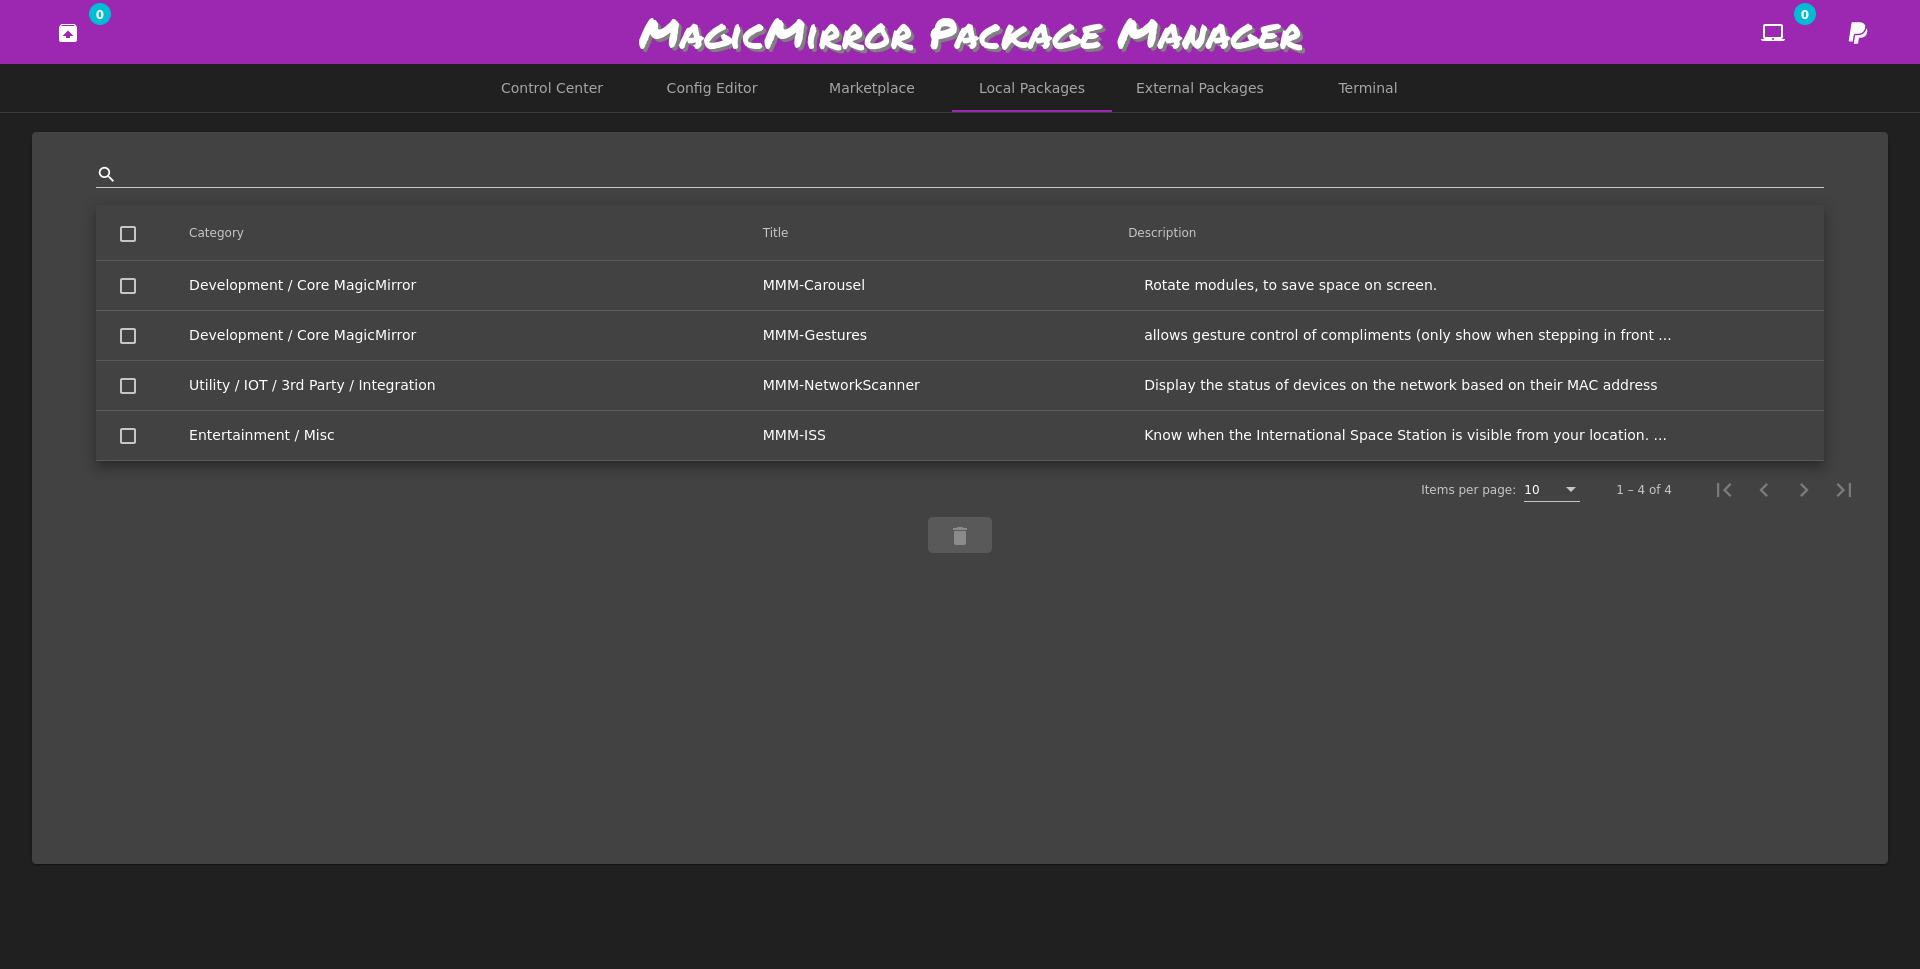 0
MagicMirror Package Manager
0
Control Center
Config Editor
Marketplace
Local Packages
External Packages
Terminal
Category
Title
Description
Development / Core MagicMirror
MMM-Carousel
Rotate modules, to save space on screen.
Development / Core MagicMirror
MMM-Gestures
allows gesture control of compliments (only show when stepping in front ...
Utility / IOT / 3rd Party / Integration
MMM-NetworkScanner
Display the status of devices on the network based on their MAC address
Entertainment / Misc
MMM-ISS
Know when the International Space Station is visible from your location. ...
Items per page: 10
1 – 4 of 4